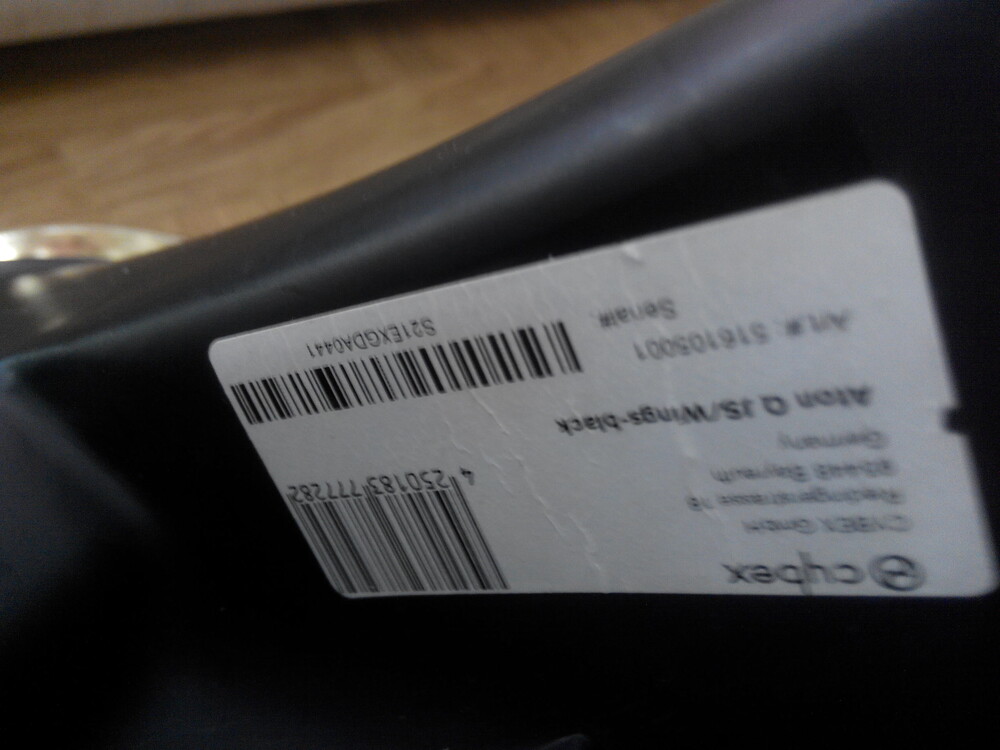 cybex
CYBEX GmbH
Riedingerstrasse 18
95448 Bayreuth
Germany
Aton Q JS/Wings-black
Art.#: 516105001
Serial#:
4 250183 777282
S21EXGDA0441